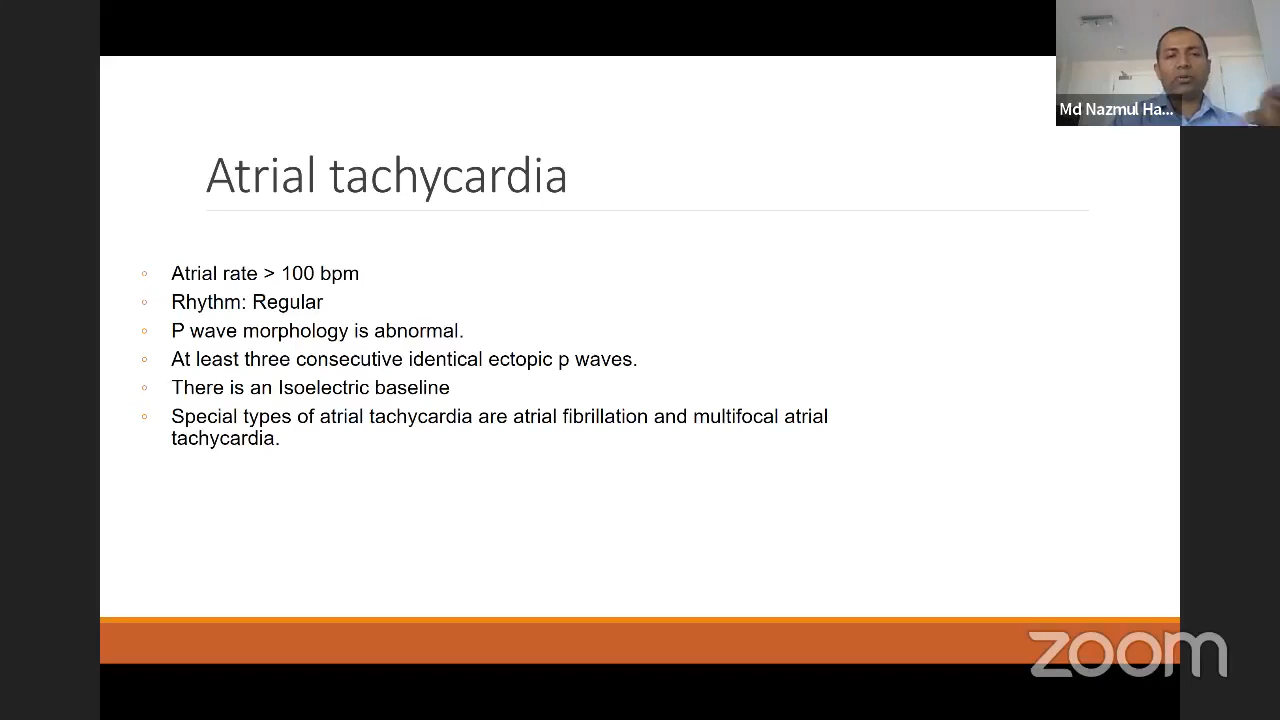 Md Nazmul Ha...
Atrial tachycardia
Atrial rate > 100 bpm
Rhythm: Regular
P wave morphology is abnormal.
At least three consecutive identical ectopic p waves.
There is an Isoelectric baseline
Special types of atrial tachycardia are atrial fibrillation and multifocal atrial
tachycardia.
zoom